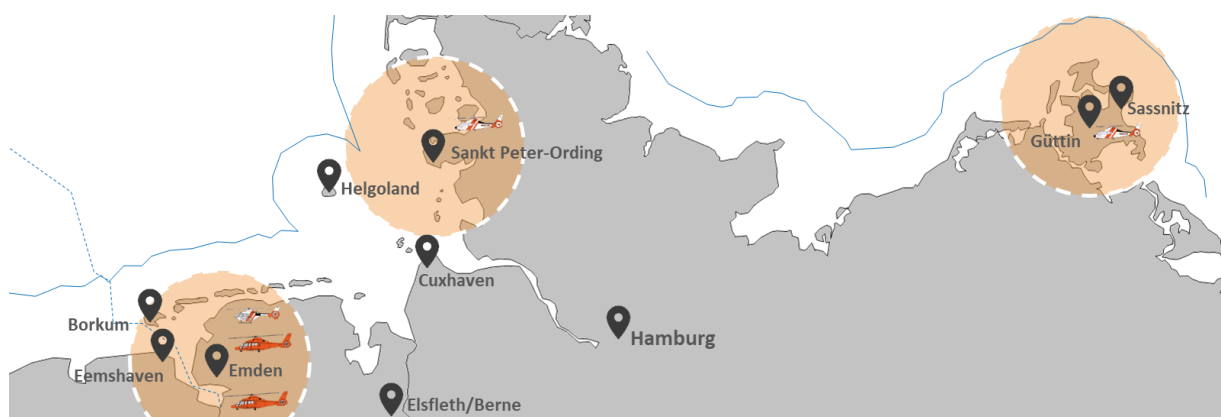 Sassnitz
Güttin
Sankt Peter-Ording
Helgoland
Cuxhaven
Borkum
Hamburg
Eemshaven
Emden
Elsfleth/Berne